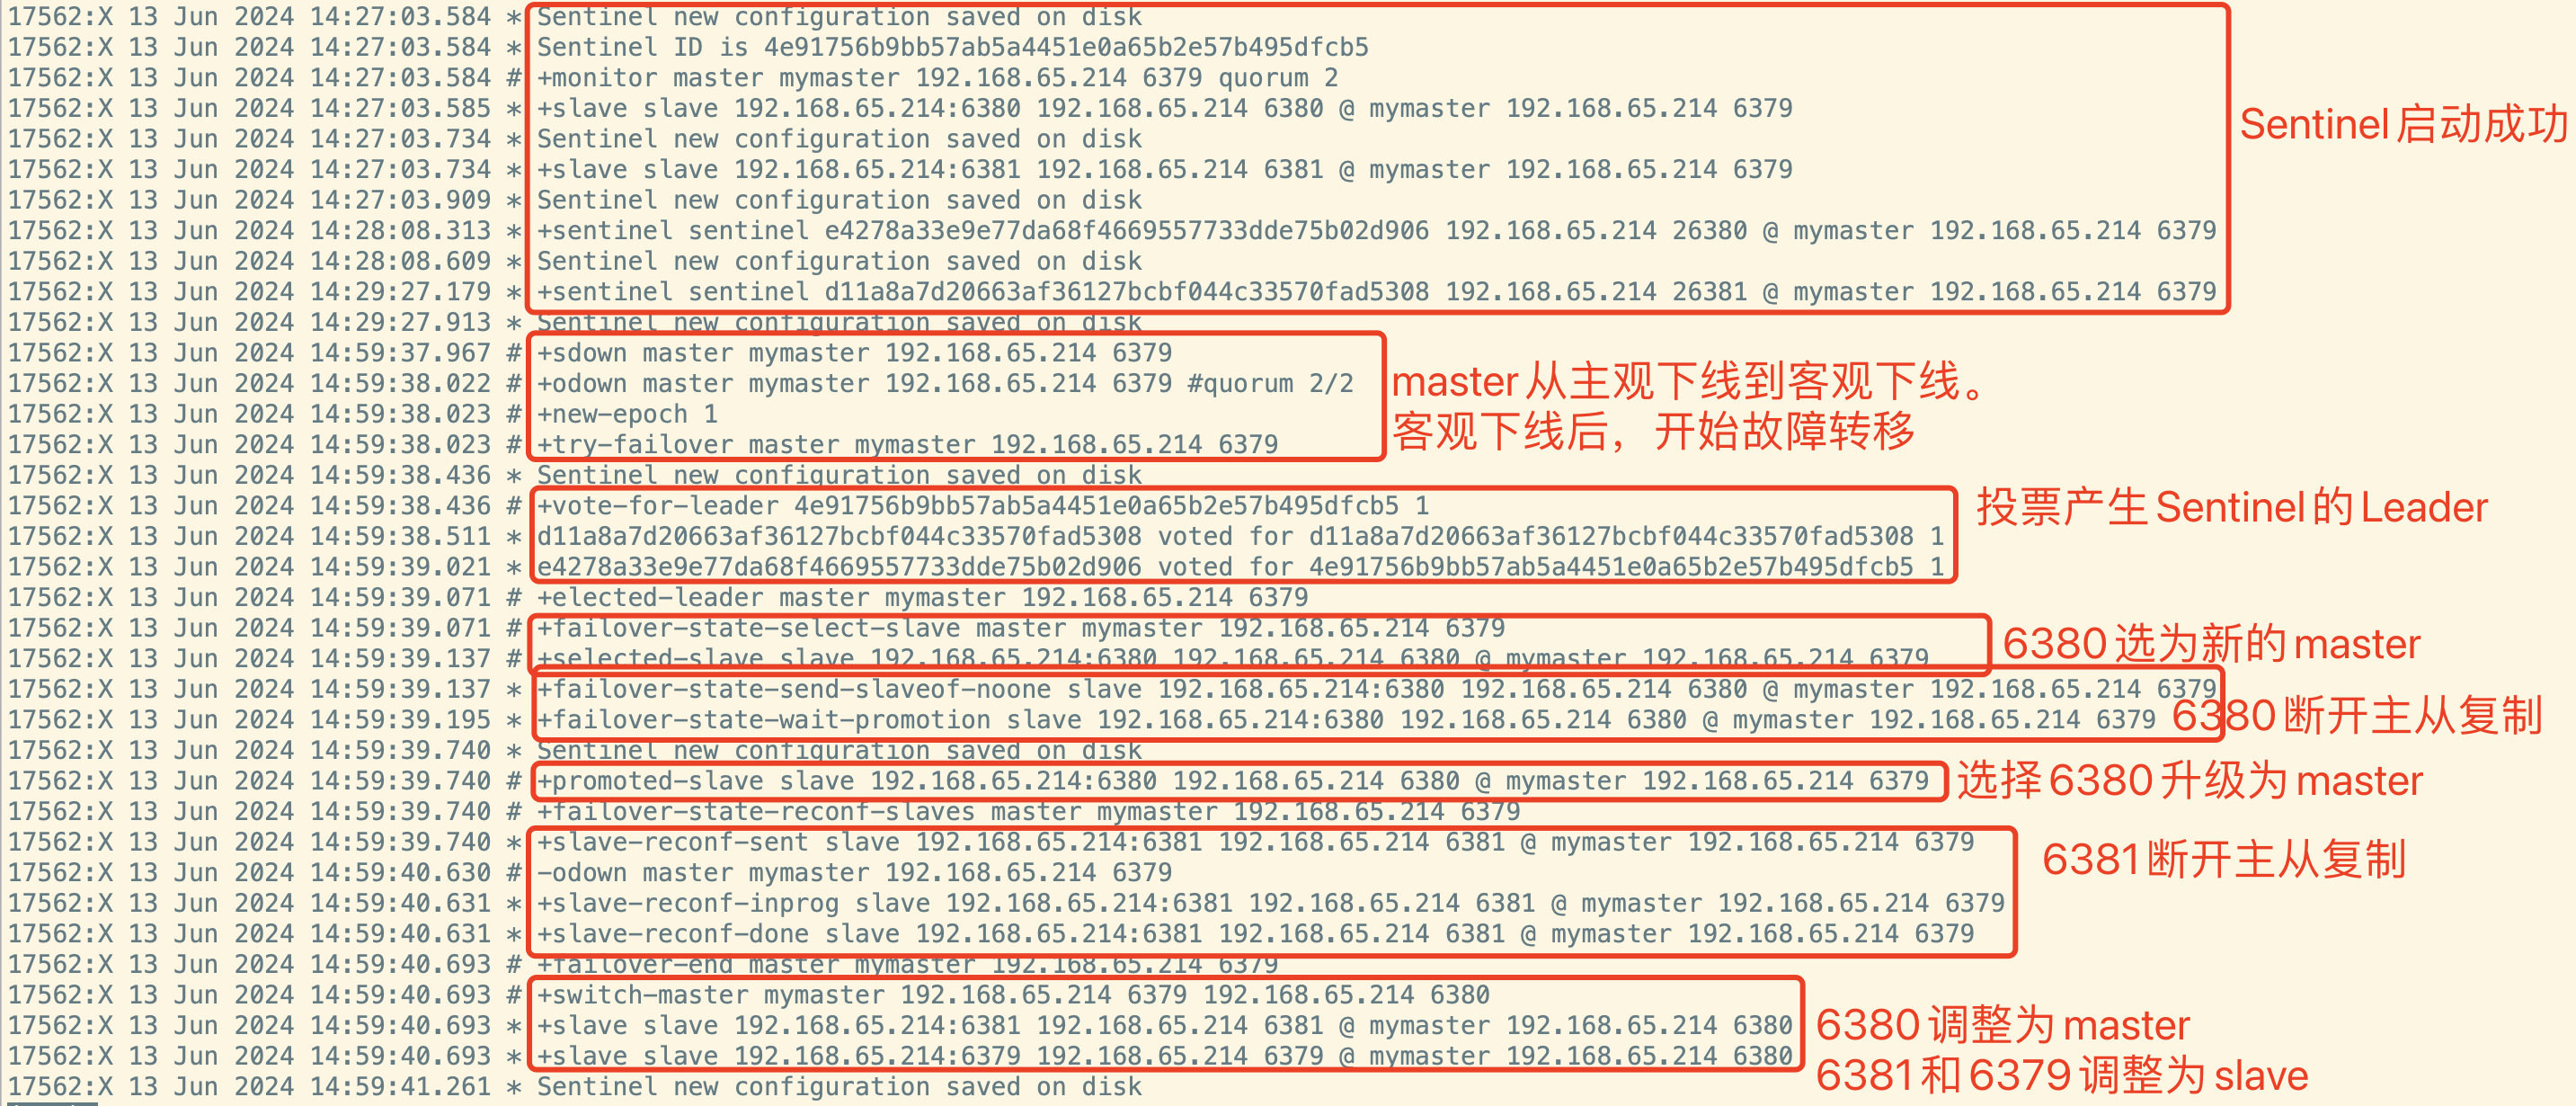 17562:X 13 Jun 2024 14:27:03.584 * Sentinel new configuration saved on disk
17562:X 13 Jun 2024 14:27:03.584 * Sentinel ID is 4e91756b9bb57ab5a4451e0a65b2e57b495dfcb5
17562:X 13 Jun 2024 14:27:03.584 # +monitor master mymaster 192.168.65.214 6379 quorum 2
17562:X 13 Jun 2024 14:27:03.585 * +slave slave 192.168.65.214:6380 192.168.65.214 6380 @ mymaster 192.168.65.214 6379
Sentinel启动成功
17562:X 13 Jun 2024 14:27:03.734 * Sentinel new configuration saved on disk
17562:X 13 Jun 2024 14:27:03.734 * +slave slave 192.168.65.214:6381 192.168.65.214 6381 @ mymaster 192.168.65.214 6379
17562:X 13 Jun 2024 14:27:03.909 * Sentinel new configuration saved on disk
17562:X 13 Jun 2024 14:28:08.313 * +sentinel sentinel e4278a33e9e77da68f4669557733dde75b02d906 192.168.65.214 26380 @ mymaster 192.168.65.214 6379
17562:X 13 Jun 2024 14:28:08.609 * Sentinel new configuration saved on disk
17562:X 13 Jun 2024 14:29:27.179 * +sentinel sentinel d11a8a7d20663af36127bcbf044c33570fad5308 192.168.65.214 26381 @ mymaster 192.168.65.214 6379
17562:X 13 Jun 2024 14:29:27.913 * Sentinel new configuration saved on disk
17562:X 13 Jun 2024 14:59:37.967 # +sdown master mymaster 192.168.65.214 6379
17562:X 13 Jun 2024 14:59:38.022 # +odown master mymaster 192.168.65.214 6379 #quorum 2/2
master从主观下线到客观下线。
17562:X 13 Jun 2024 14:59:38.023 # +new-epoch 1
客观下线后，开始故障转移
17562:X 13 Jun 2024 14:59:38.023 # +try-failover master mymaster 192.168.65.214 6379
17562:X 13 Jun 2024 14:59:38.436 * Sentinel new configuration saved on disk
17562:X 13 Jun 2024 14:59:38.436 # +vote-for-leader 4e91756b9bb57ab5a4451e0a65b2e57b495dfcb5 1
投票产生Sentinel的Leader
17562:X 13 Jun 2024 14:59:38.511 * d11a8a7d20663af36127bcbf044c33570fad5308 voted for d11a8a7d20663af36127bcbf044c33570fad5308 1
17562:X 13 Jun 2024 14:59:39.021 * e4278a33e9e77da68f4669557733dde75b02d906 voted for 4e91756b9bb57ab5a4451e0a65b2e57b495dfcb5 1
17562:X 13 Jun 2024 14:59:39.071 # +elected-leader master mymaster 192.168.65.214 6379
17562:X 13 Jun 2024 14:59:39.071 # +failover-state-select-slave master mymaster 192.168.65.214 6379
6380选为新的master
17562:X 13 Jun 2024 14:59:39.137 # +selected-slave slave 192.168.65.214:6380 192.168.65.214 6380 @ mymaster 192.168.65.214 6379
17562:X 13 Jun 2024 14:59:39.137 * +failover-state-send-slaveof-noone slave 192.168.65.214:6380 192.168.65.214 6380 @ mymaster 192.168.65.214 6379
17562:X 13 Jun 2024 14:59:39.195 * +failover-state-wait-promotion slave 192.168.65.214:6380 192.168.65.214 6380 @ mymaster 192.168.65.214 6379
6380断开主从复制
17562:X 13 Jun 2024 14:59:39.740 * Sentinel new configuration saved on disk
17562:X 13 Jun 2024 14:59:39.740 # +promoted-slave slave 192.168.65.214:6380 192.168.65.214 6380 @ mymaster 192.168.65.214 6379
选择6380升级为master
17562:X 13 Jun 2024 14:59:39.740 # +failover-state-reconf-slaves master mymaster 192.168.65.214 6379
17562:X 13 Jun 2024 14:59:39.740 * +slave-reconf-sent slave 192.168.65.214:6381 192.168.65.214 6381 @ mymaster 192.168.65.214 6379
6381断开主从复制
17562:X 13 Jun 2024 14:59:40.630 # -odown master mymaster 192.168.65.214 6379
17562:X 13 Jun 2024 14:59:40.631 * +slave-reconf-inprog slave 192.168.65.214:6381 192.168.65.214 6381 @ mymaster 192.168.65.214 6379
17562:X 13 Jun 2024 14:59:40.631 * +slave-reconf-done slave 192.168.65.214:6381 192.168.65.214 6381 @ mymaster 192.168.65.214 6379
17562:X 13 Jun 2024 14:59:40.693 # +failover-end master mymaster 192.168.65.214 6379
17562:X 13 Jun 2024 14:59:40.693 # +switch-master mymaster 192.168.65.214 6379 192.168.65.214 6380
17562:X 13 Jun 2024 14:59:40.693 * +slave slave 192.168.65.214:6381 192.168.65.214 6381 @ mymaster 192.168.65.214 6380
6380调整为master
17562:X 13 Jun 2024 14:59:40.693 * +slave slave 192.168.65.214:6379 192.168.65.214 6379 @ mymaster 192.168.65.214 6380
6381和6379调整为slave
17562:X 13 Jun 2024 14:59:41.261 * Sentinel new configuration saved on disk